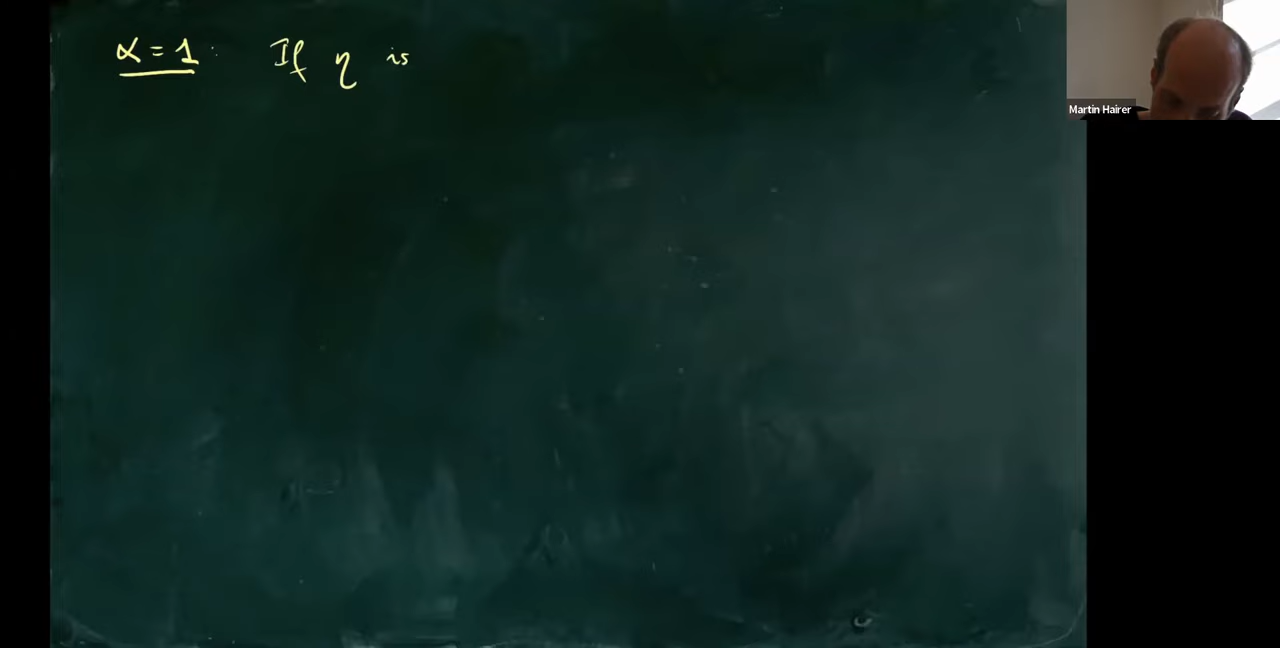 α = 1: If η is
Martin Hairer